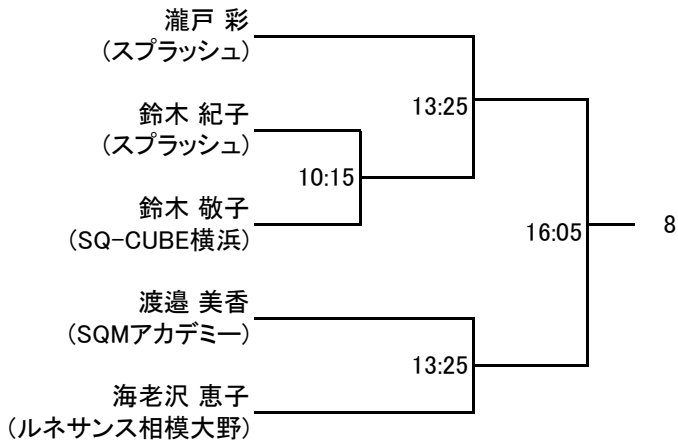 瀧戸 彩
(スプラッシュ)
13:25
鈴木 紀子
(スプラッシュ)
10:15
鈴木 敬子
(SQ-CUBE横浜)
16:05
8
渡邉 美香
(SQMアカデミー)
13:25
海老沢 恵子
(ルネサンス相模大野)